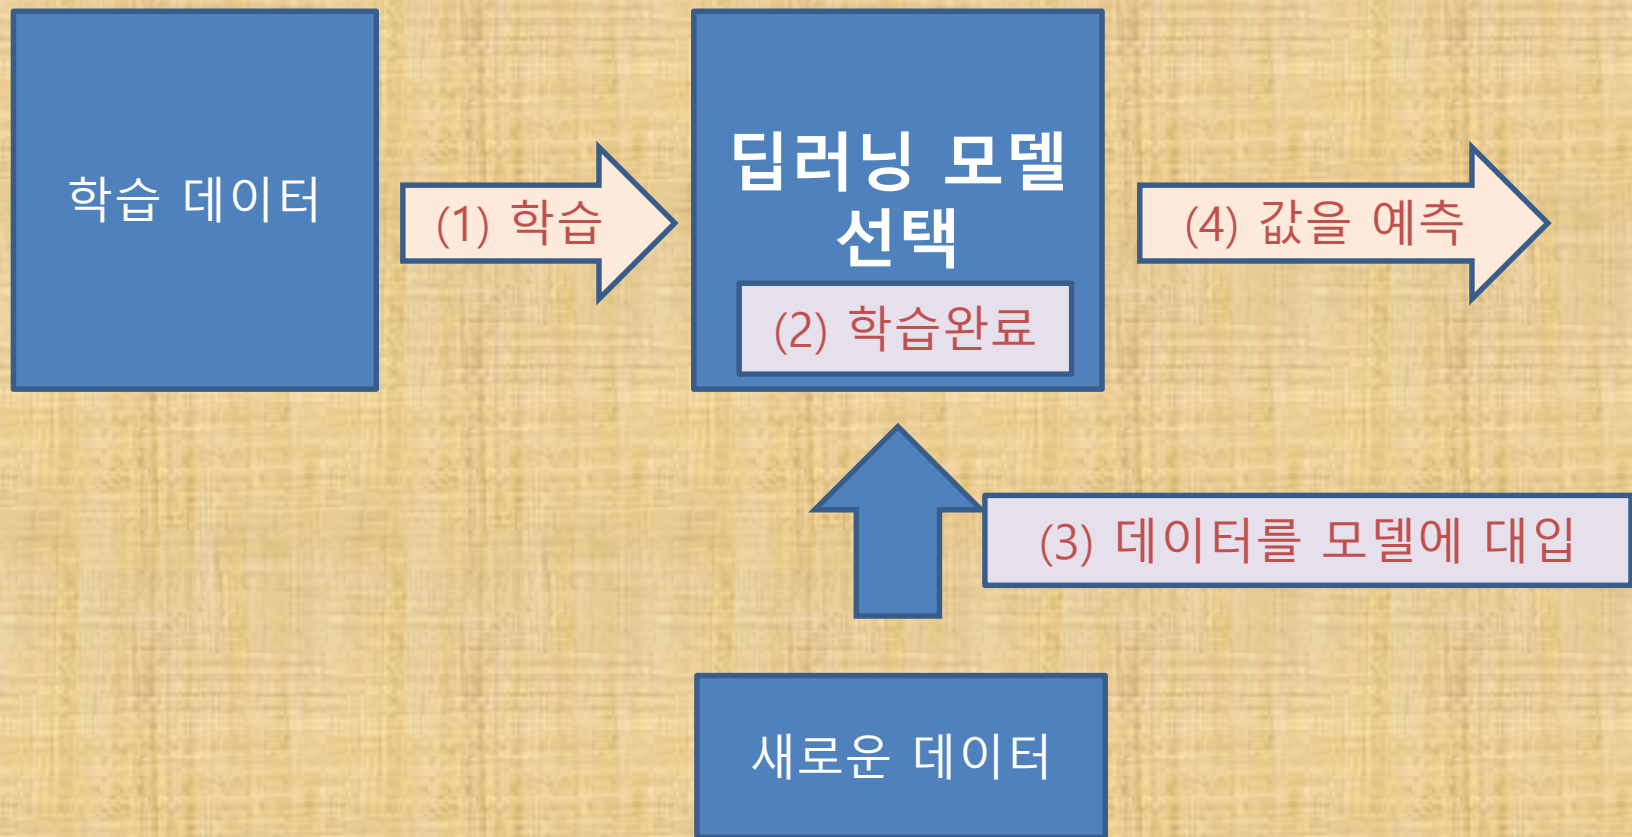 학습 데이터
(1) 학습
딥러닝 모델
선택
(2) 학습완료
(4) 값을 예측
(3) 데이터를 모델에 대입
새로운 데이터